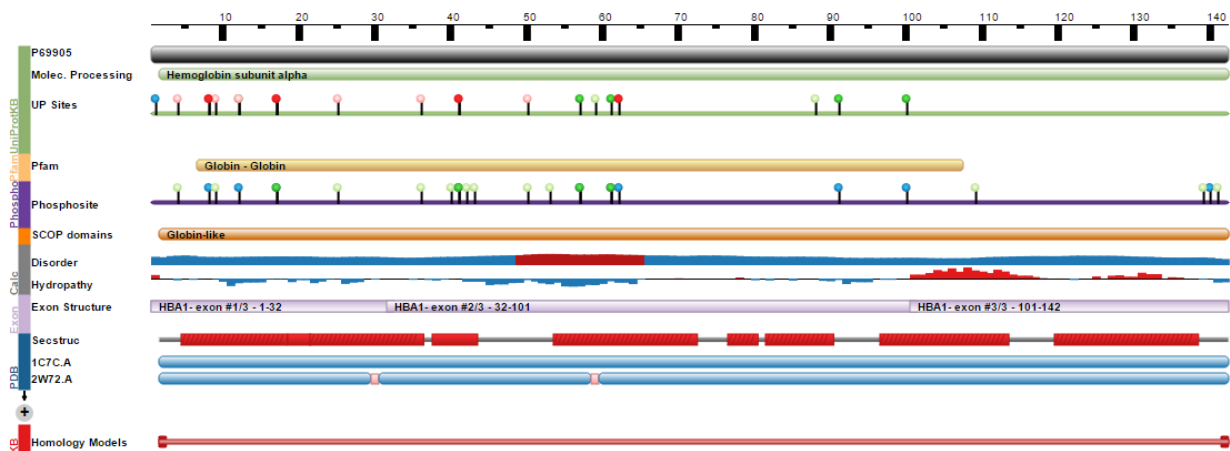 10 20 30 40 50 60 70 80 90 100 110 120 130 140
P69905
Molec. Processing Hemoglobin subunit alpha
UP Sites
UniProtKB
Pfam Globin - Globin
Pfam
Phosphosite
Phospho
SCOP domains Globin-like
Disorder
Calc
Hydropathy
Exon Structure HBA1- exon #1/3 - 1-32 HBA1- exon #2/3 - 32-101 HBA1- exon #3/3 - 101-142
Exon
Secstruc
1C7C.A
PDB
2W72.A
+
Homology Models
KB